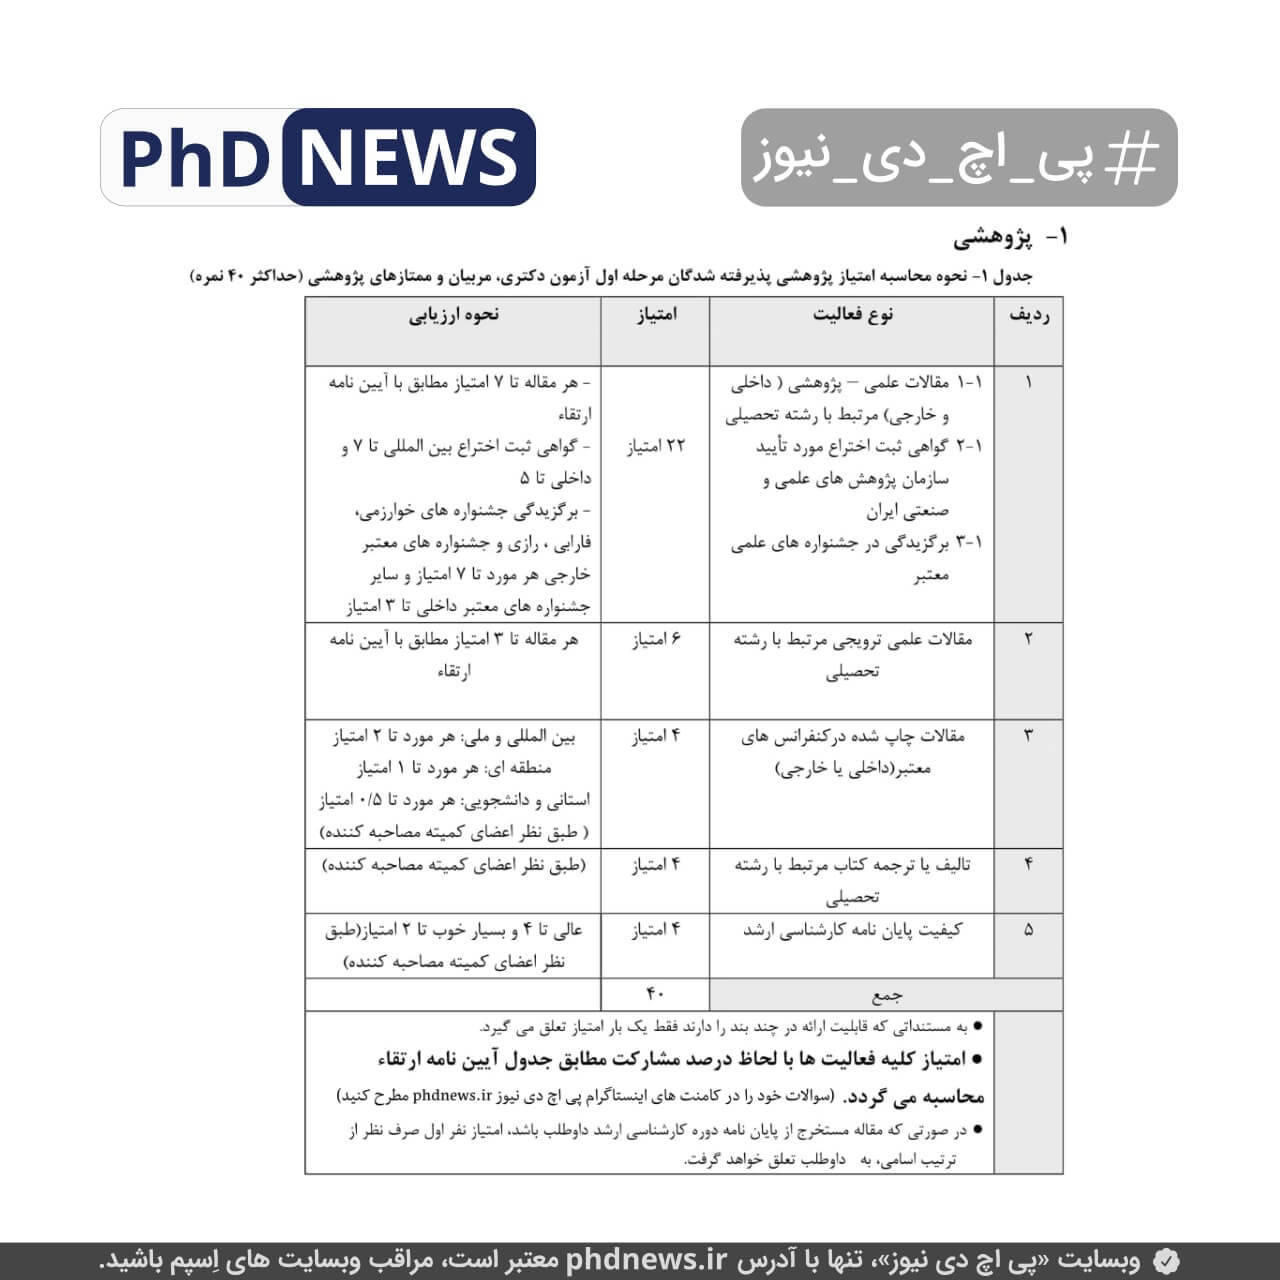 PhD NEWS
#پی_اچ_دی_نیوز
۱- پژوهشی
جدول ۱- نحوه محاسبه امتیاز پژوهشی پذیرفته شدگان مرحله اول آزمون دکتری، مربیان و ممتازهای پژوهشی (حداکثر ۴۰ نمره)
ردیف
نوع فعالیت
امتیاز
نحوه ارزیابی
۱
۱-۱ مقالات علمی – پژوهشی ( داخلی
و خارجی) مرتبط با رشته تحصیلی
۲-۱ گواهی ثبت اختراع مورد تأیید
سازمان پژوهش های علمی و
صنعتی ایران
۳-۱ برگزیدگی در جشنواره های علمی
معتبر
۲۲ امتیاز
- هر مقاله تا ۷ امتیاز مطابق با آیین نامه
ارتقاء
- گواهی ثبت اختراع بین المللی تا ۷ و
داخلی تا ۵
- برگزیدگی جشنواره های خوارزمی،
فارابی ، رازی و جشنواره های معتبر
خارجی هر مورد تا ۷ امتیاز و سایر
جشنواره های معتبر داخلی تا ۳ امتیاز
۲
مقالات علمی ترویجی مرتبط با رشته
تحصیلی
۶ امتیاز
هر مقاله تا ۳ امتیاز مطابق با آیین نامه
ارتقاء
۳
مقالات چاپ شده درکنفرانس های
معتبر(داخلی یا خارجی)
۴ امتیاز
بین المللی و ملی: هر مورد تا ۲ امتیاز
منطقه ای: هر مورد تا ۱ امتیاز
استانی و دانشجویی: هر مورد تا ۰/۵ امتیاز
( طبق نظر اعضای کمیته مصاحبه کننده)
۴
تالیف یا ترجمه کتاب مرتبط با رشته
تحصیلی
۴ امتیاز
(طبق نظر اعضای کمیته مصاحبه کننده)
۵
کیفیت پایان نامه کارشناسی ارشد
۴ امتیاز
عالی تا ۴ و بسیار خوب تا ۲ امتیاز(طبق
نظر اعضای کمیته مصاحبه کننده)
جمع
۴۰
● به مستنداتی که قابلیت ارائه در چند بند را دارند فقط یک بار امتیاز تعلق می گیرد.
● امتیاز کلیه فعالیت ها با لحاظ درصد مشارکت مطابق جدول آیین نامه ارتقاء
محاسبه می گردد. (سوالات خود را در کامنت های اینستاگرام پی اچ دی نیوز phdnews.ir مطرح کنید)
● در صورتی که مقاله مستخرج از پایان نامه دوره کارشناسی ارشد داوطلب باشد، امتیاز نفر اول صرف نظر از
ترتیب اسامی، به داوطلب تعلق خواهد گرفت.
وبسایت «پی اچ دی نیوز»، تنها با آدرس phdnews.ir معتبر است، مراقب وبسایت های اِسپم باشید.